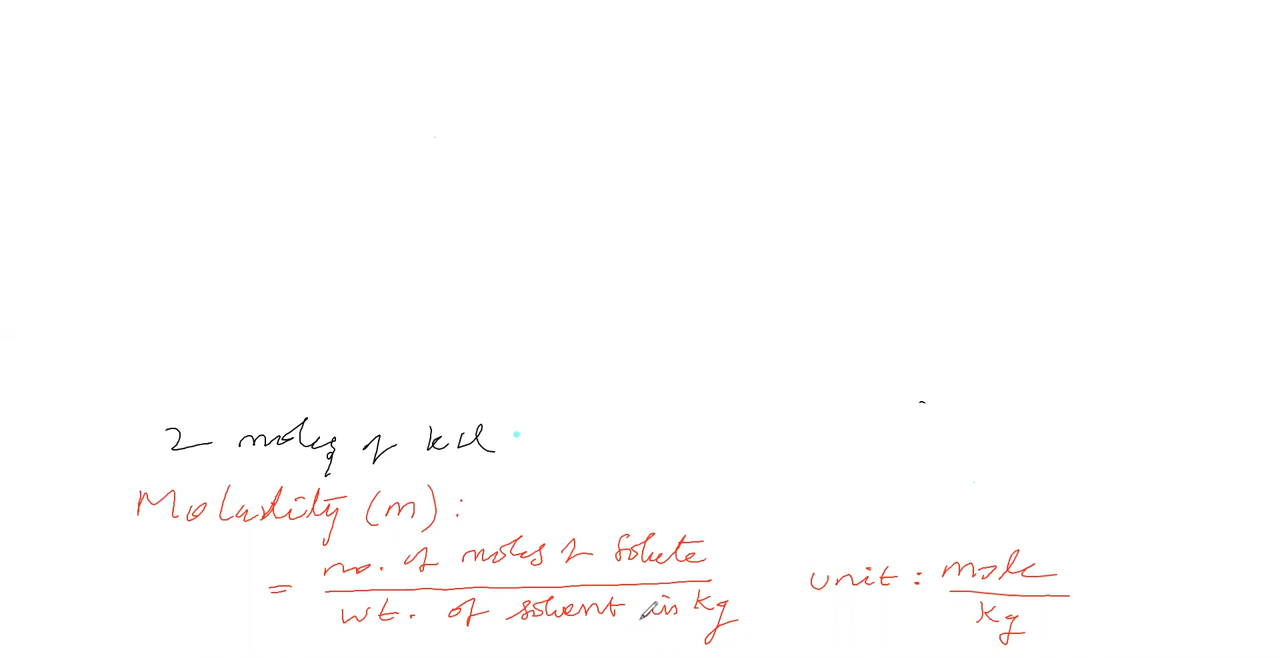 2 moles of KCl
Molality (m) :
= no. of moles of solute / wt. of solvent in Kg
unit : mole / Kg